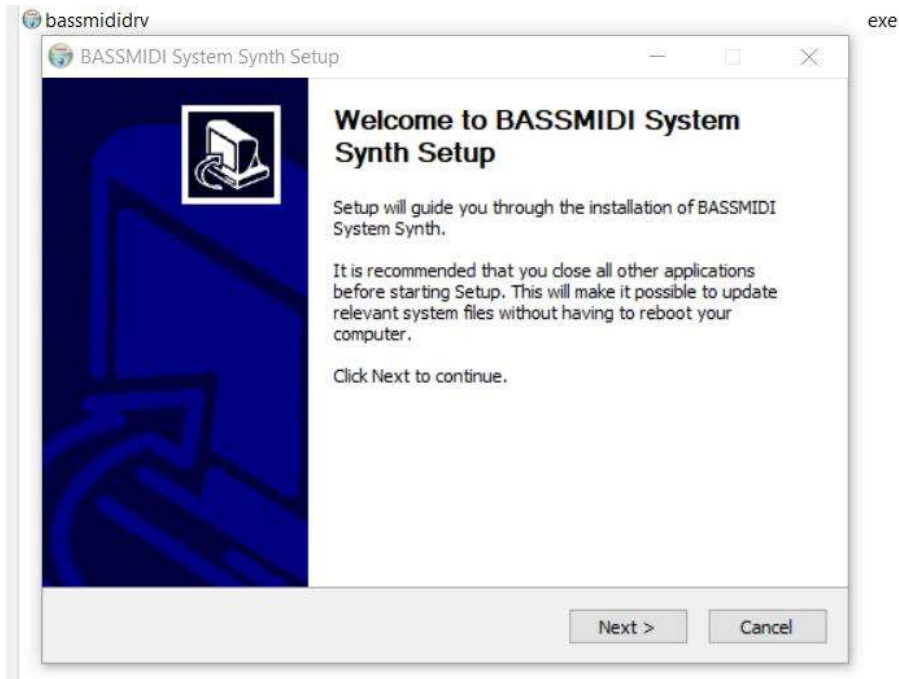 bassmididrv exe
BASSMIDI System Synth Setup
Welcome to BASSMIDI System
Synth Setup
Setup will guide you through the installation of BASSMIDI
System Synth.
It is recommended that you close all other applications
before starting Setup. This will make it possible to update
relevant system files without having to reboot your
computer.
Click Next to continue.
Next > Cancel